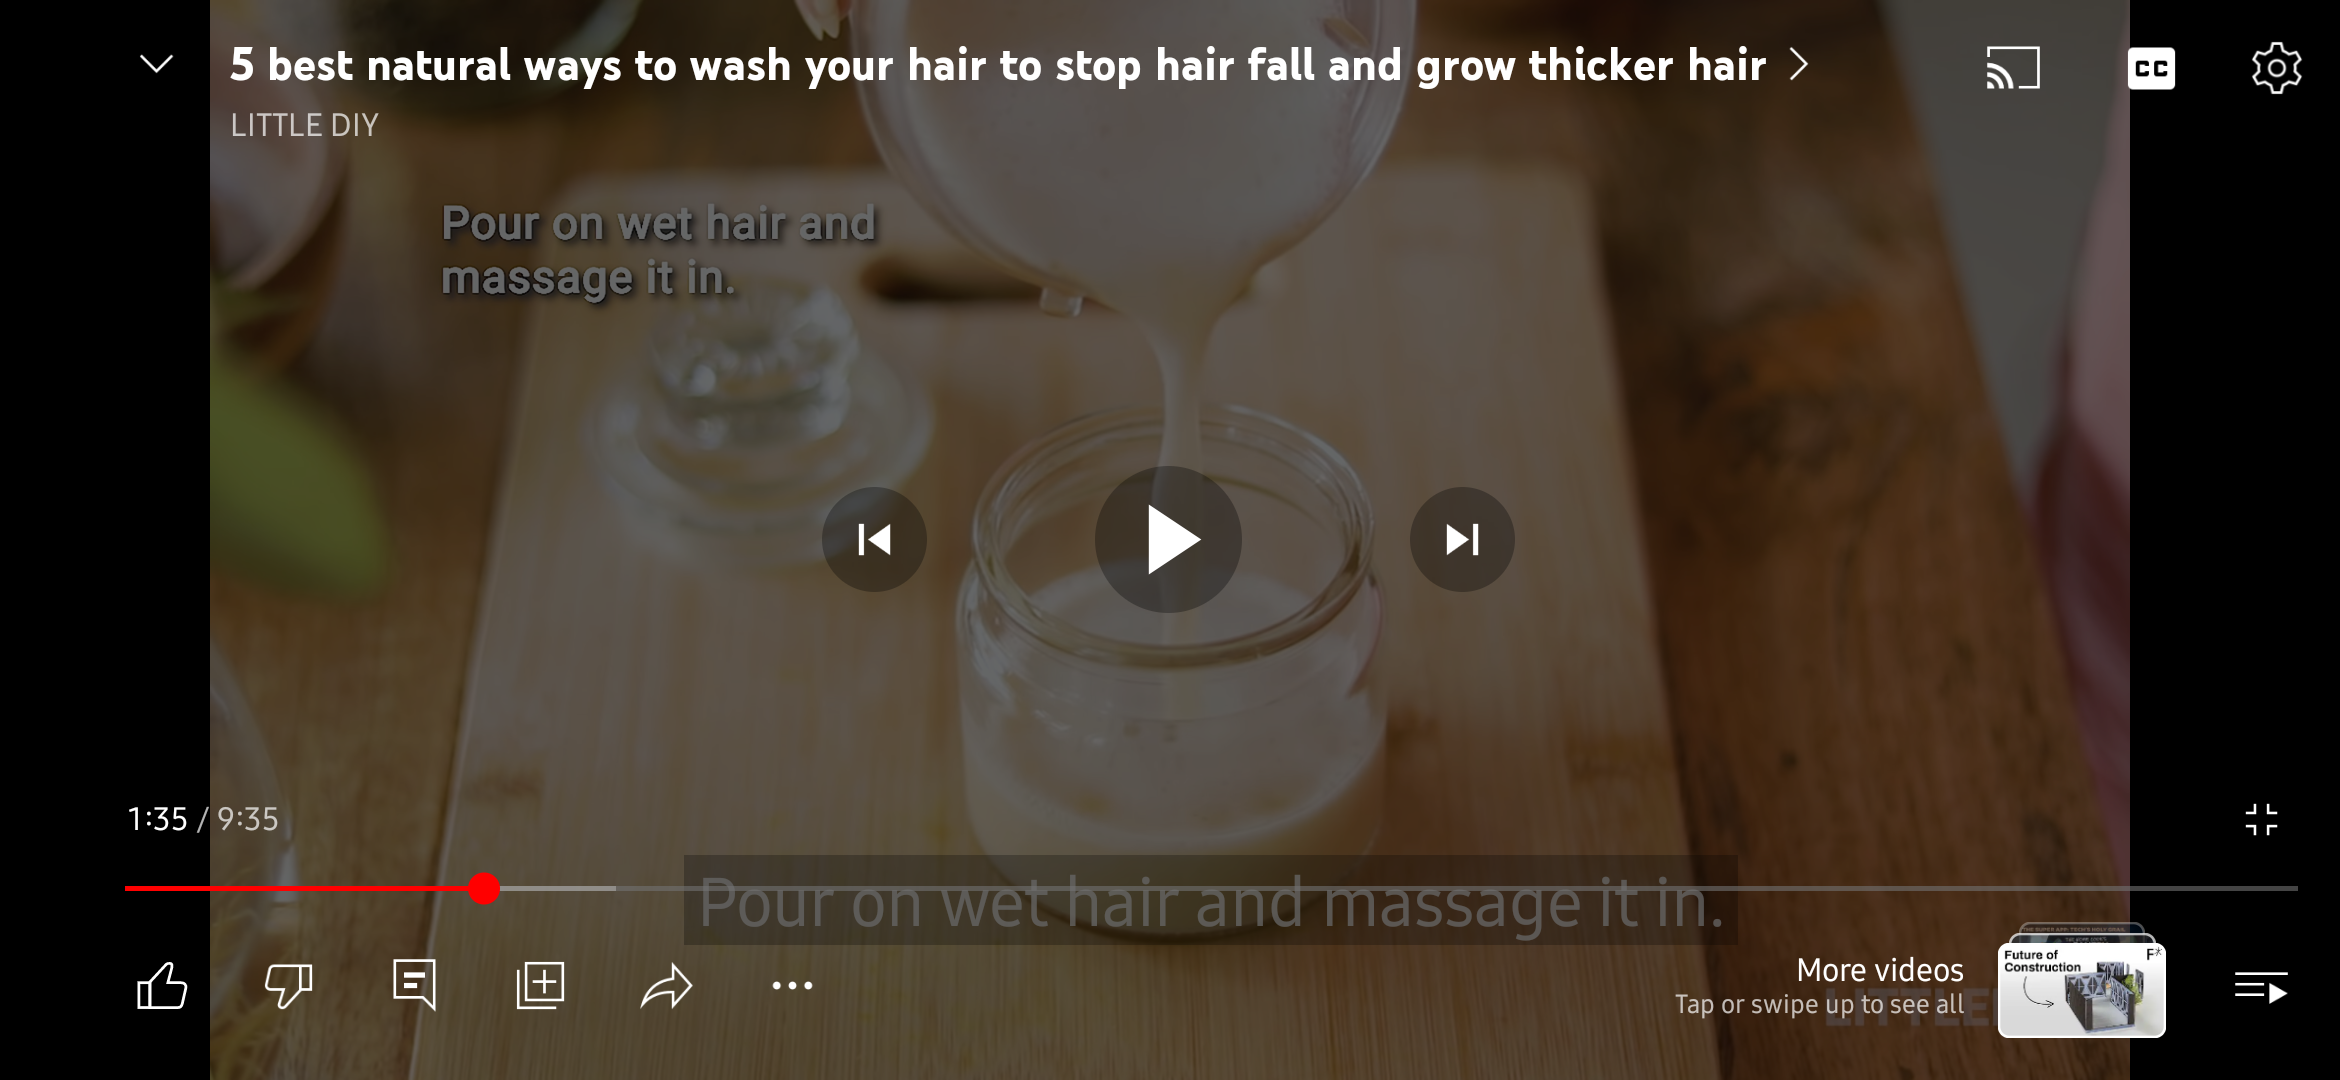 5 best natural ways to wash your hair to stop hair fall and grow thicker hair
LITTLE DIY
CC
Pour on wet hair and
massage it in.
1:35 / 9:35
Pour on wet hair and massage it in.
More videos
Tap or swipe up to see all
Future of
Construction
F*